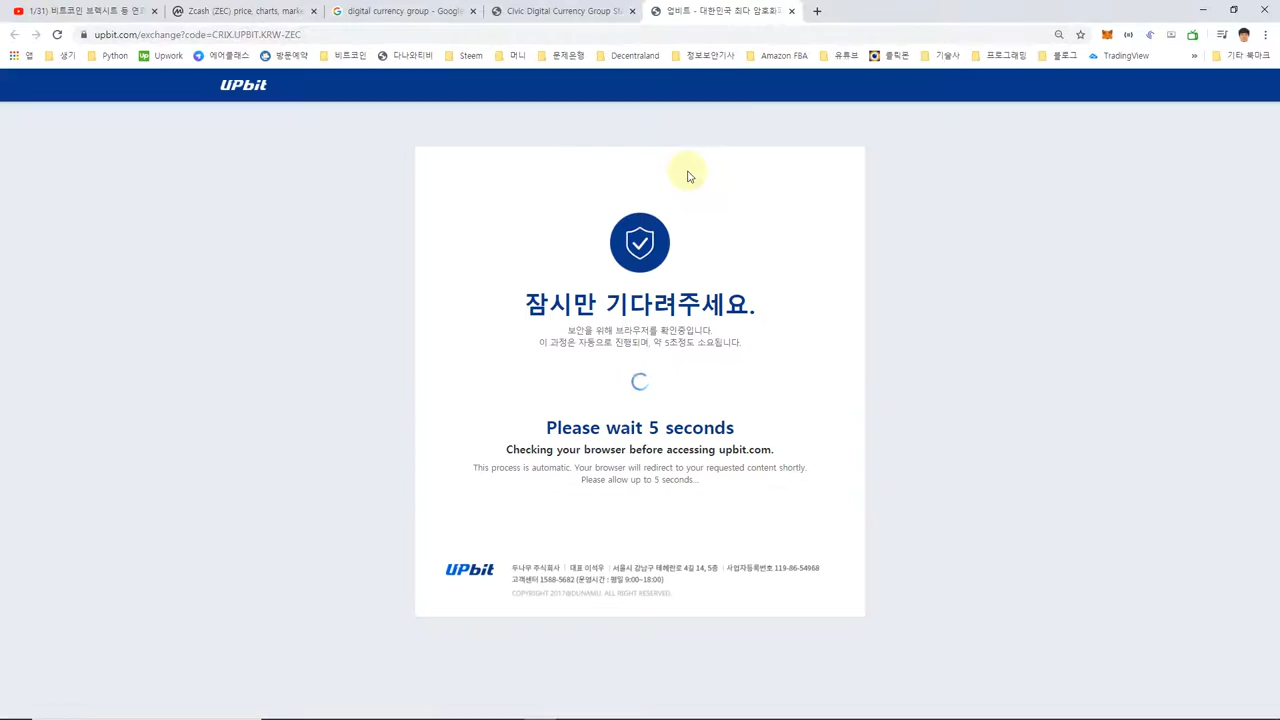 1/31) 비트코인 브렉시트 등 연
Zcash (ZEC) price, charts, marke
digital currency group - Google
Civic Digital Currency Group St
업비트 - 대한민국 최다 암호화
upbit.com/exchange?code=CRIX.UPBIT.KRW-ZEC
앱 생기 Python Upwork 에어클래스 방문예약 비트코인 다나와티비 Steem 머니 문제은행 Decentraland 정보보안기사 Amazon FBA 유튜브 클릭몬 기술사 프로그래밍 블로그 TradingView » 기타 북마크
UPbit
잠시만 기다려주세요.
보안을 위해 브라우저를 확인중입니다.
이 과정은 자동으로 진행되며, 약 5초정도 소요됩니다.
Please wait 5 seconds
Checking your browser before accessing upbit.com.
This process is automatic. Your browser will redirect to your requested content shortly.
Please allow up to 5 seconds...
UPbit
두나무 주식회사 | 대표 이석우 | 서울시 강남구 테헤란로 4길 14, 5층 | 사업자등록번호 119-86-54968
고객센터 1588-5682 (운영시간 : 평일 9:00~18:00)
COPYRIGHT 2017@DUNAMU. ALL RIGHT RESERVED.